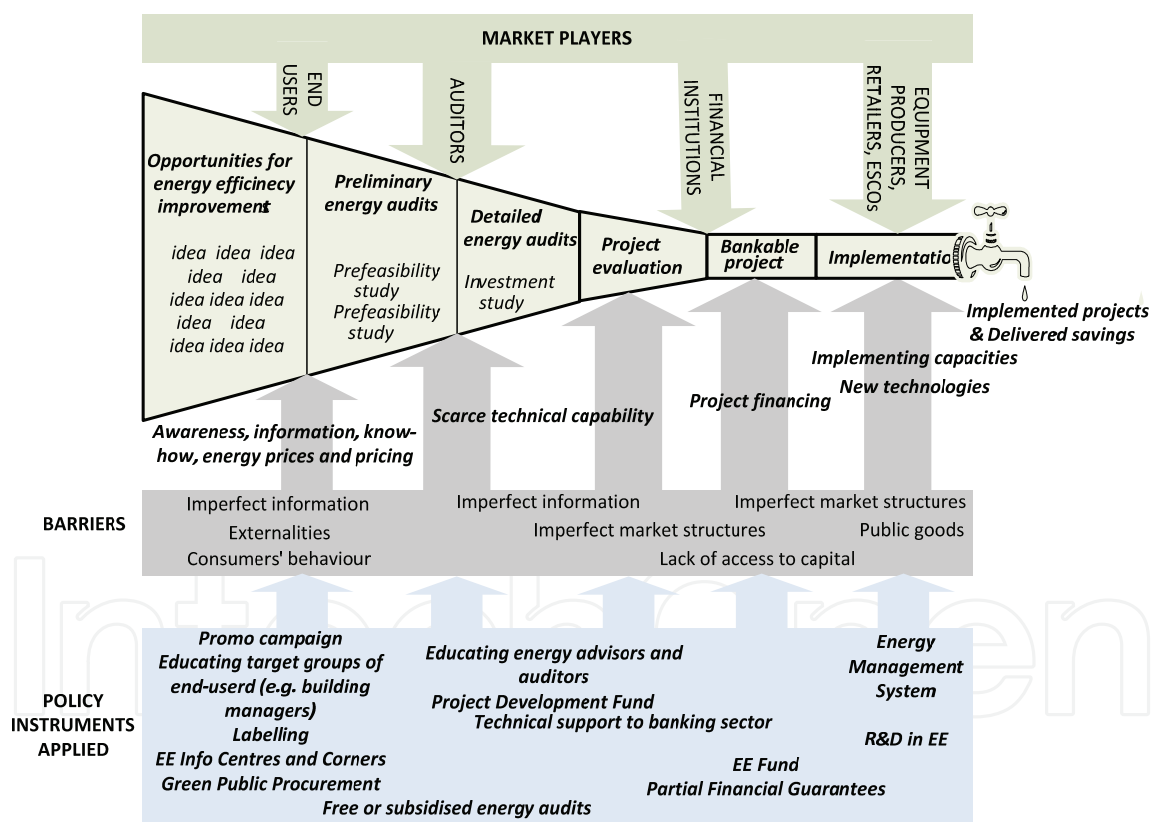 MARKET PLAYERS
END
USERS
AUDITORS
FINANCIAL
INSTITUTIONS
EQUIPMENT
PRODUCERS,
RETAILERS, ESCOs
Opportunities for
energy efficinecy
improvement
idea idea idea
idea idea
idea idea idea
idea idea
idea idea idea
Preliminary
energy audits
Prefeasibility
study
Prefeasibility
study
Detailed
energy audits
Investment
study
Project
evaluation
Bankable
project
Implementatio
Implemented projects
& Delivered savings
Implementing capacities
New technologies
Project financing
Scarce technical capability
Awareness, information, know-
how, energy prices and pricing
BARRIERS
Imperfect information
Externalities
Consumers' behaviour
Imperfect information
Imperfect market structures
Lack of access to capital
Imperfect market structures
Public goods
POLICY
INSTRUMENTS
APPLIED
Promo campaign
Educating target groups of
end-userd (e.g. building
managers)
Labelling
EE Info Centres and Corners
Green Public Procurement
Free or subsidised energy audits
Educating energy advisors and
auditors
Project Development Fund
Technical support to banking sector
EE Fund
Partial Financial Guarantees
Energy
Management
System
R&D in EE